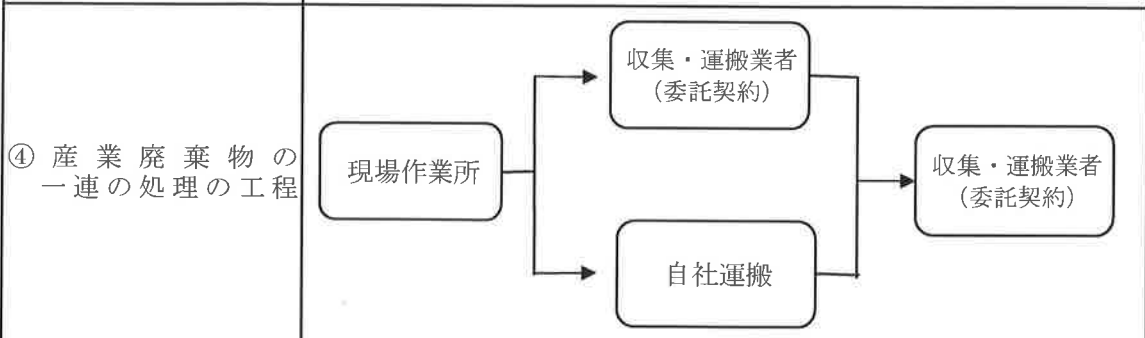 ④ 産業廃棄物の
一連の処理の工程
現場作業所
収集・運搬業者
（委託契約）
自社運搬
収集・運搬業者
（委託契約）